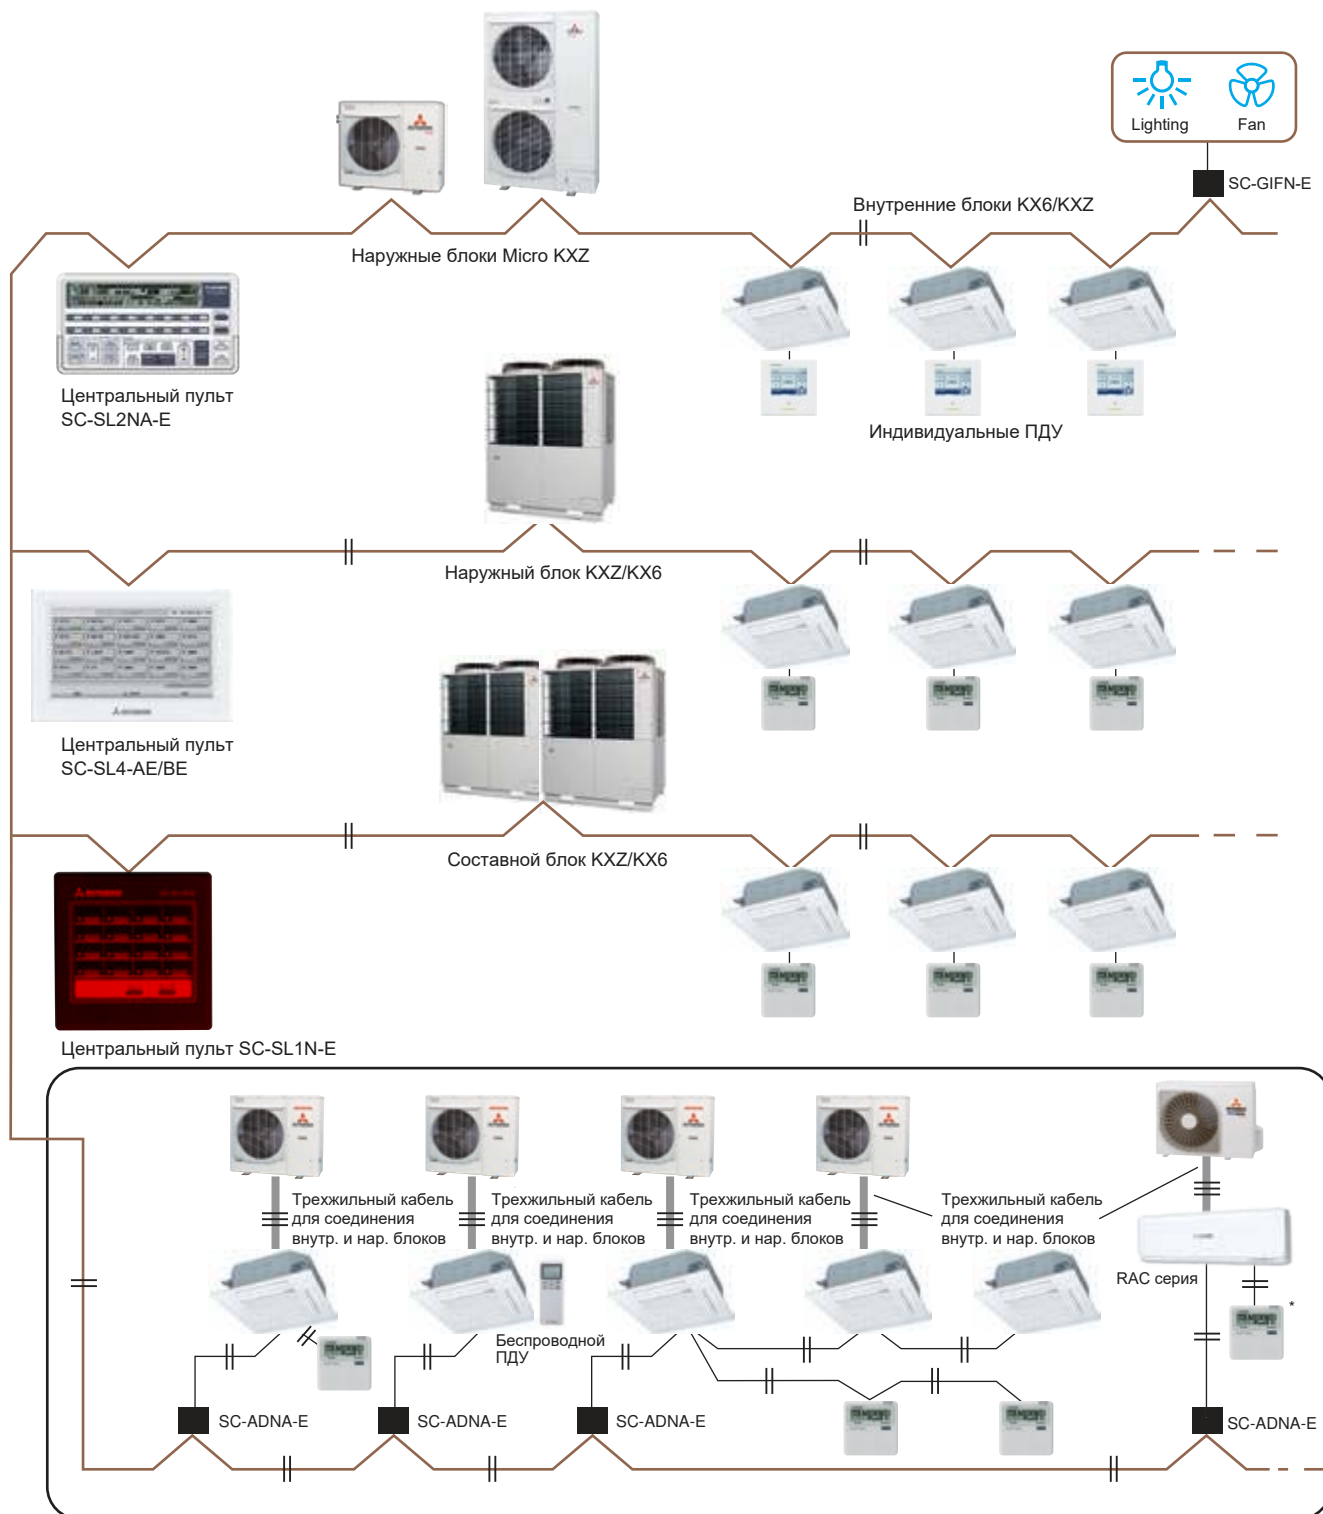 Lighting
Fan
SC-GIFN-E
Внутренние блоки KX6/KXZ
Наружные блоки Micro KXZ
Центральный пульт
SC-SL2NA-E
Индивидуальные ПДУ
Наружный блок KXZ/KX6
Центральный пульт
SC-SL4-AE/BE
Составной блок KXZ/KX6
Центральный пульт SC-SL1N-E
Трехжильный кабель
для соединения
внутр. и нар. блоков
Трехжильный кабель
для соединения
внутр. и нар. блоков
Трехжильный кабель
для соединения
внутр. и нар. блоков
Трехжильный кабель
для соединения
внутр. и нар. блоков
RAC серия
*
Беспроводной
ПДУ
SC-ADNA-E
SC-ADNA-E
SC-ADNA-E
SC-ADNA-E